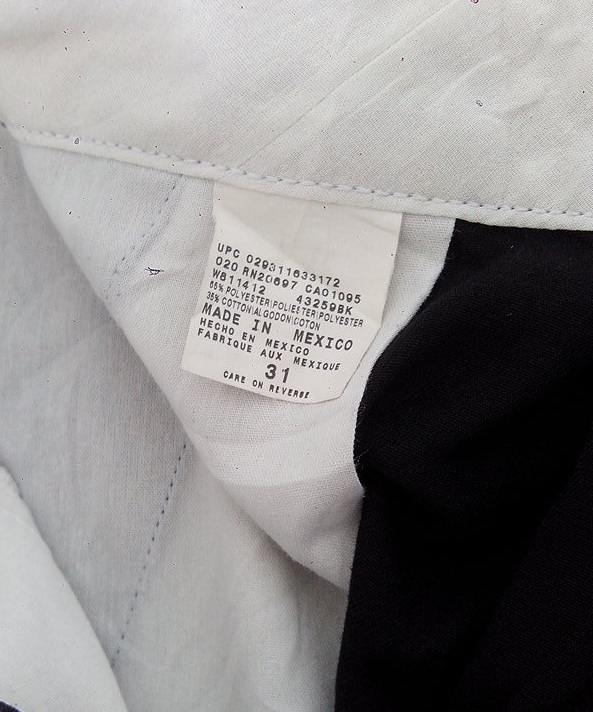 UPC 029311633172
020 RN20697 CA01095
W811412 43259BK
65% POLYESTER|POLIESTER|POLYESTER
35% COTTON|ALGODON|COTON
MADE IN MEXICO
HECHO EN MEXICO
FABRIQUE AUX MEXIQUE
31
CARE ON REVERSE